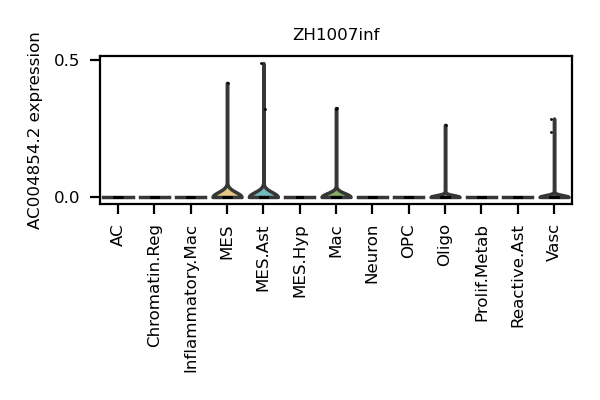 ZH1007inf
AC004854.2 expression
0.5
0.0
AC
Chromatin.Reg
Inflammatory.Mac
MES
MES.Ast
MES.Hyp
Mac
Neuron
OPC
Oligo
Prolif.Metab
Reactive.Ast
Vasc